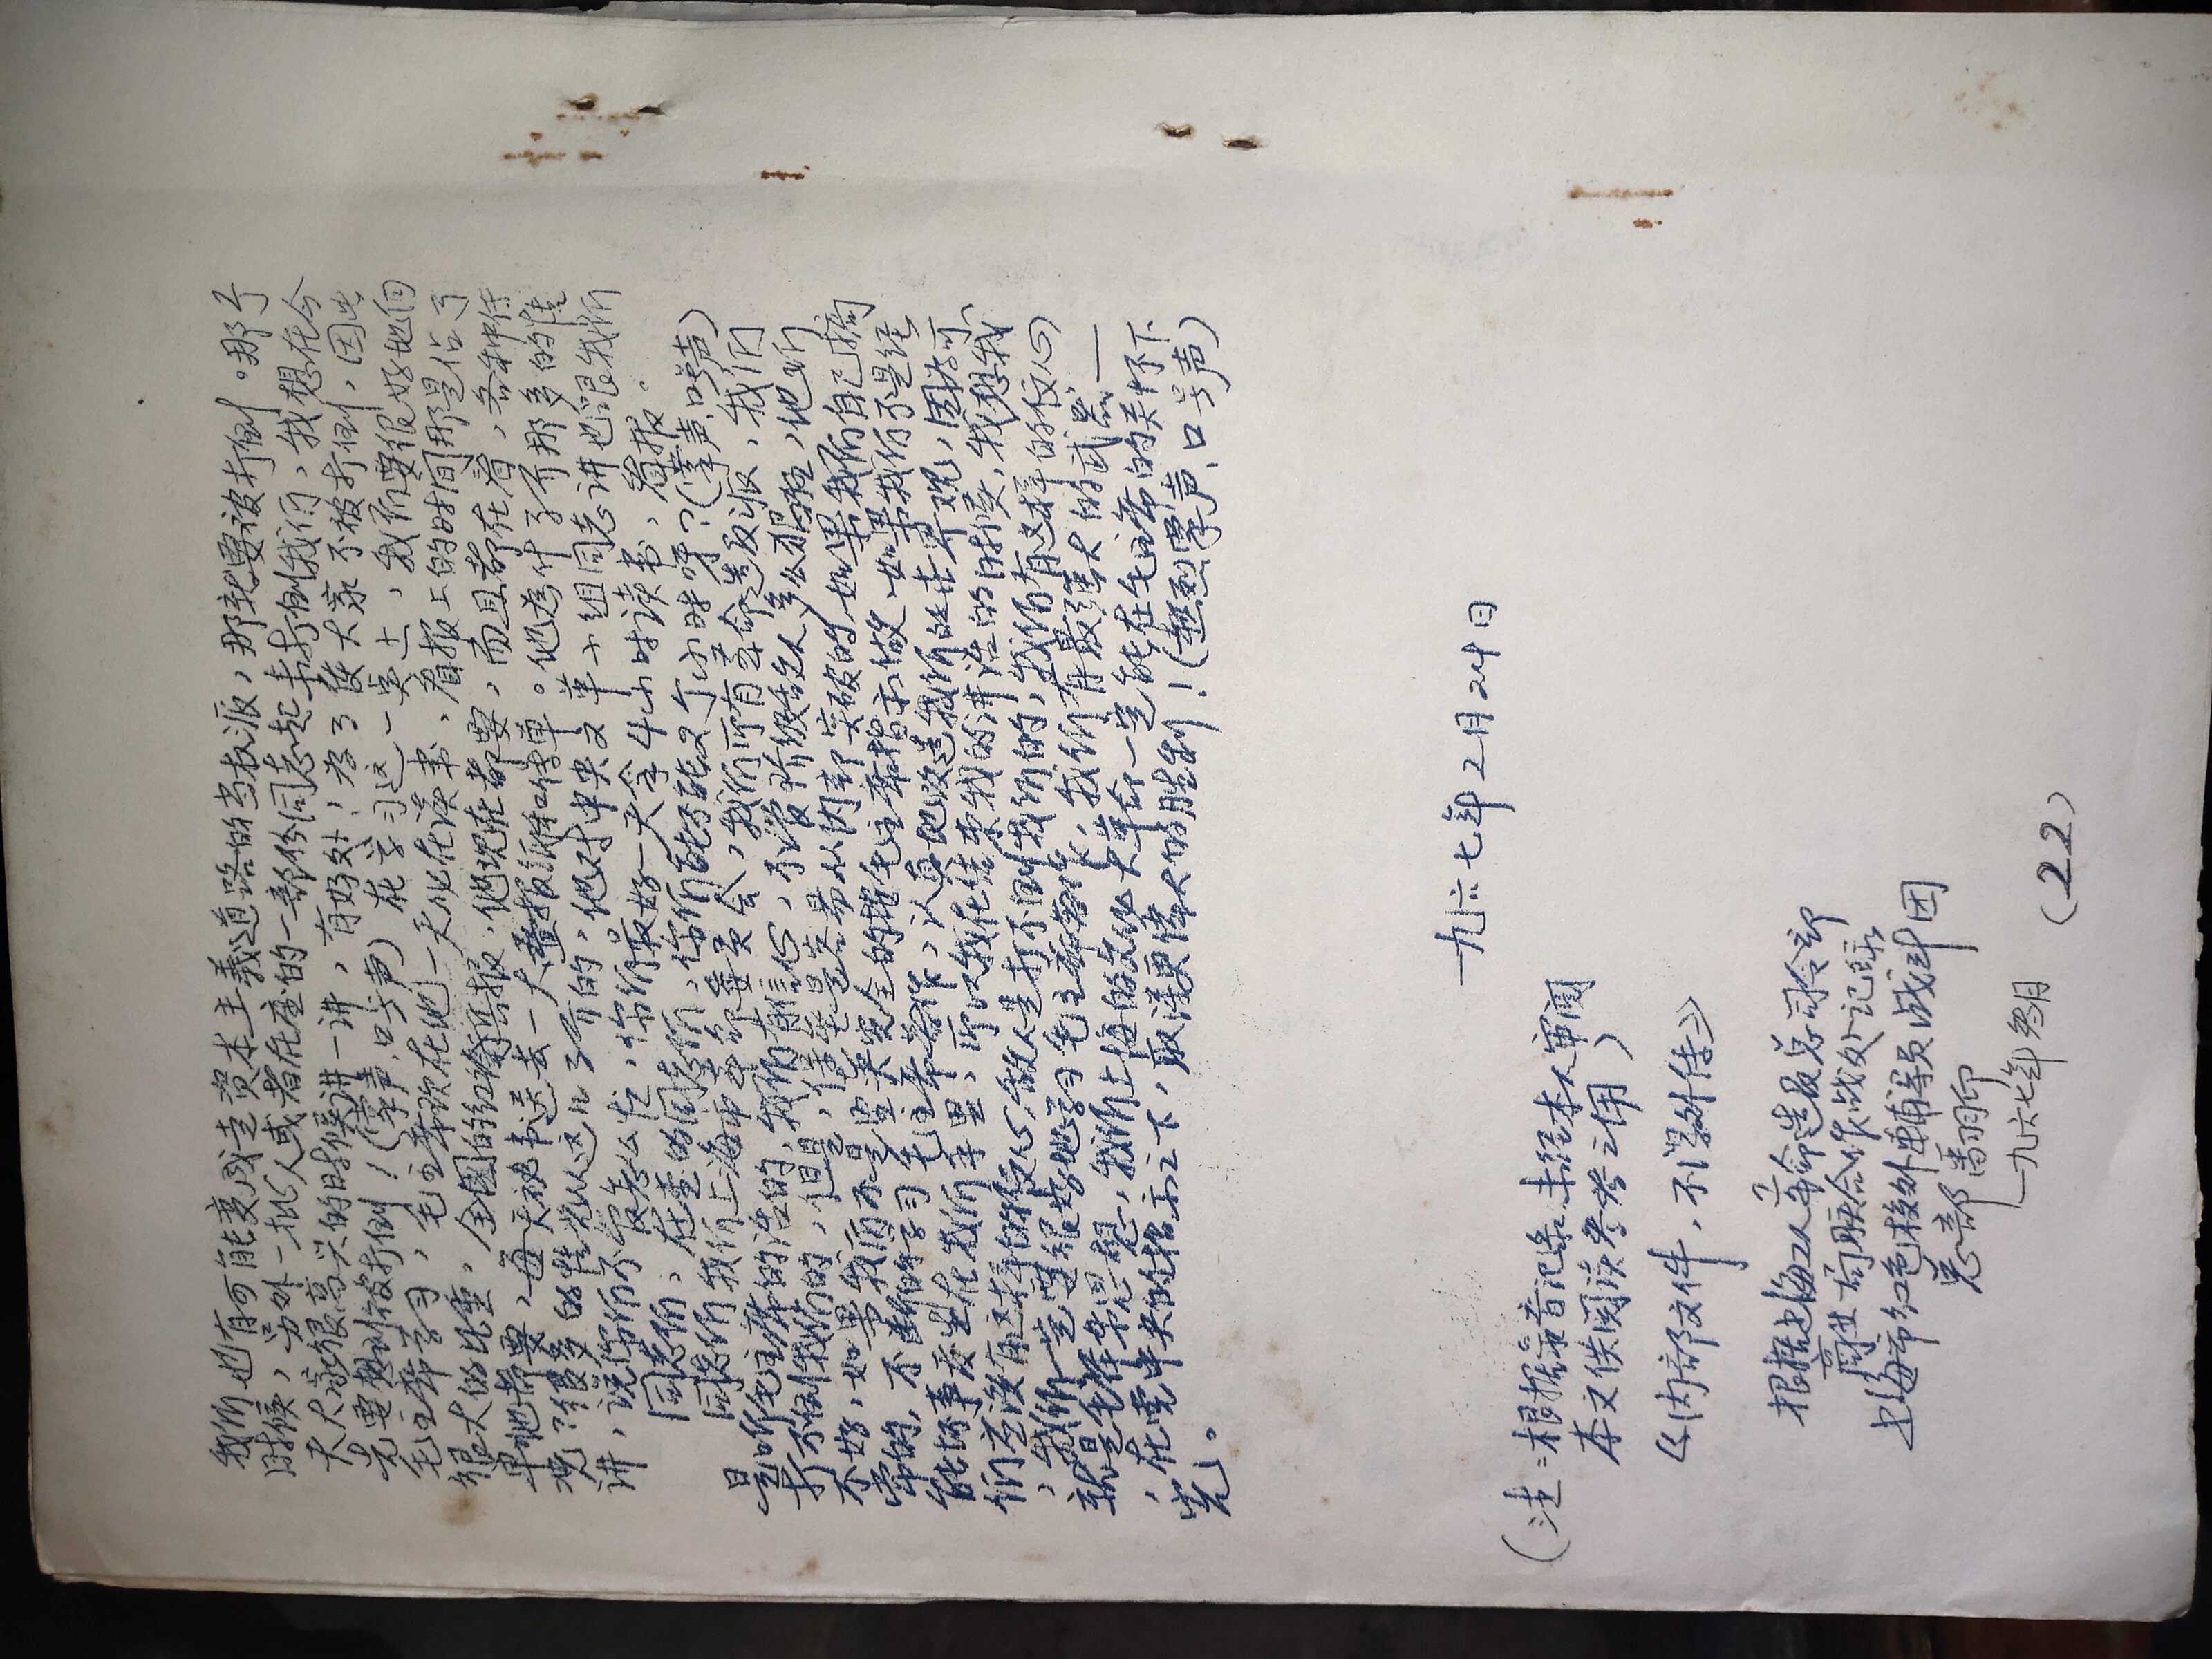 我们也有可能变成走资本主義道路的当权派，那就要被打倒。那个
时候，另外一批人或者在座的一部份同志起来打倒我们，我想在今
天大家很高兴的时候讲一讲，有好处！为了使大家不被打倒，因此
先要想到被打倒！（掌声、口号声）在学习这一点上，我们要很好地向
毛主席学习，毛主席现在他一天化在读书、看报上的时间那是佔了
很大的比重，全国的红衛兵报，他现在都要，而且都在看，各种传
单他都要，每天秘书送去一大叠报纸和传单。他为什了介那多的情
况？很多的情况从这儿了介的，他对中央文革小组同志讲也跟我们
讲，说你们不管怎么忙，你们最好一天拿4小时读书、看报。
同志们，在座的同志们，你们能不能2个小时呀？（掌声、口号声）
同志们我们上海市革命委员会，我们所有革命造反派，我们
是听毛主席的话的，我们有信心，不管阶级敌人多么猖狂，他们
打不倒我们的，但是，堡垒是容易从内部突破的，如果我们自己搞
不好，如果我们不是完全的按毛主席指示做，如果我们不是经
常的，不断的学习毛主席著作，认真地改造我们的世界观，因为可
能坏事发生在我们手里，所以我在结束我的讲话的时候，我想我
们应该有这样的信心，敌人是打不倒我们的，我们有这样的信心
，我们一定要很好地学习毛主席著作，我们有最强大的武器—
就是毛泽东思想，我们上海的文化大革命一定能在毛主席的关怀下
，在党中央的指示之下，取得更偉大的胜利！（热烈掌声、口号声）
完。
一九六七年2月24日
（注：根据录音记录 未经本人审阅
本文供阅读参考之用）
《内部文件，不得外传》
根据上海工人革命造反总司令部
商业局联合作战处记录
上海市红色校外輔导员战斗团
总部翻印
一九六七年 月
（22）